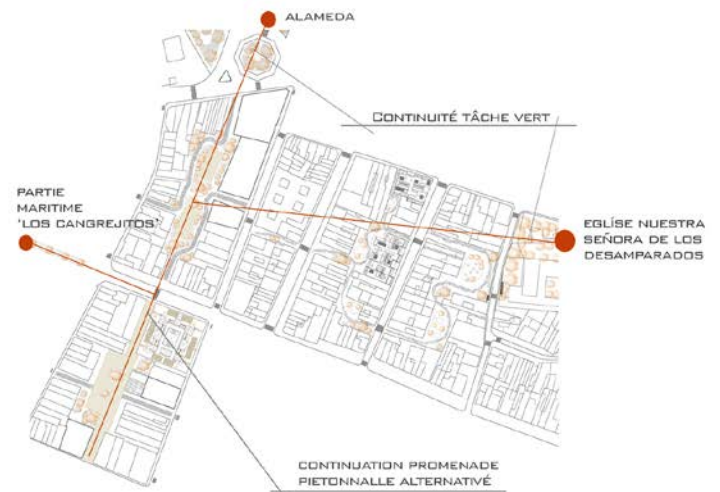 ALAMEDA
CONTINUITÉ TÂCHE VERT
PARTIE
MARITIME
'LOS CANGREJITOS'
EGLÍSE NUESTRA
SEÑORA DE LOS
DESAMPARADOS
CONTINUATION PROMENADE
PIETONNALLE ALTERNATIVÉ